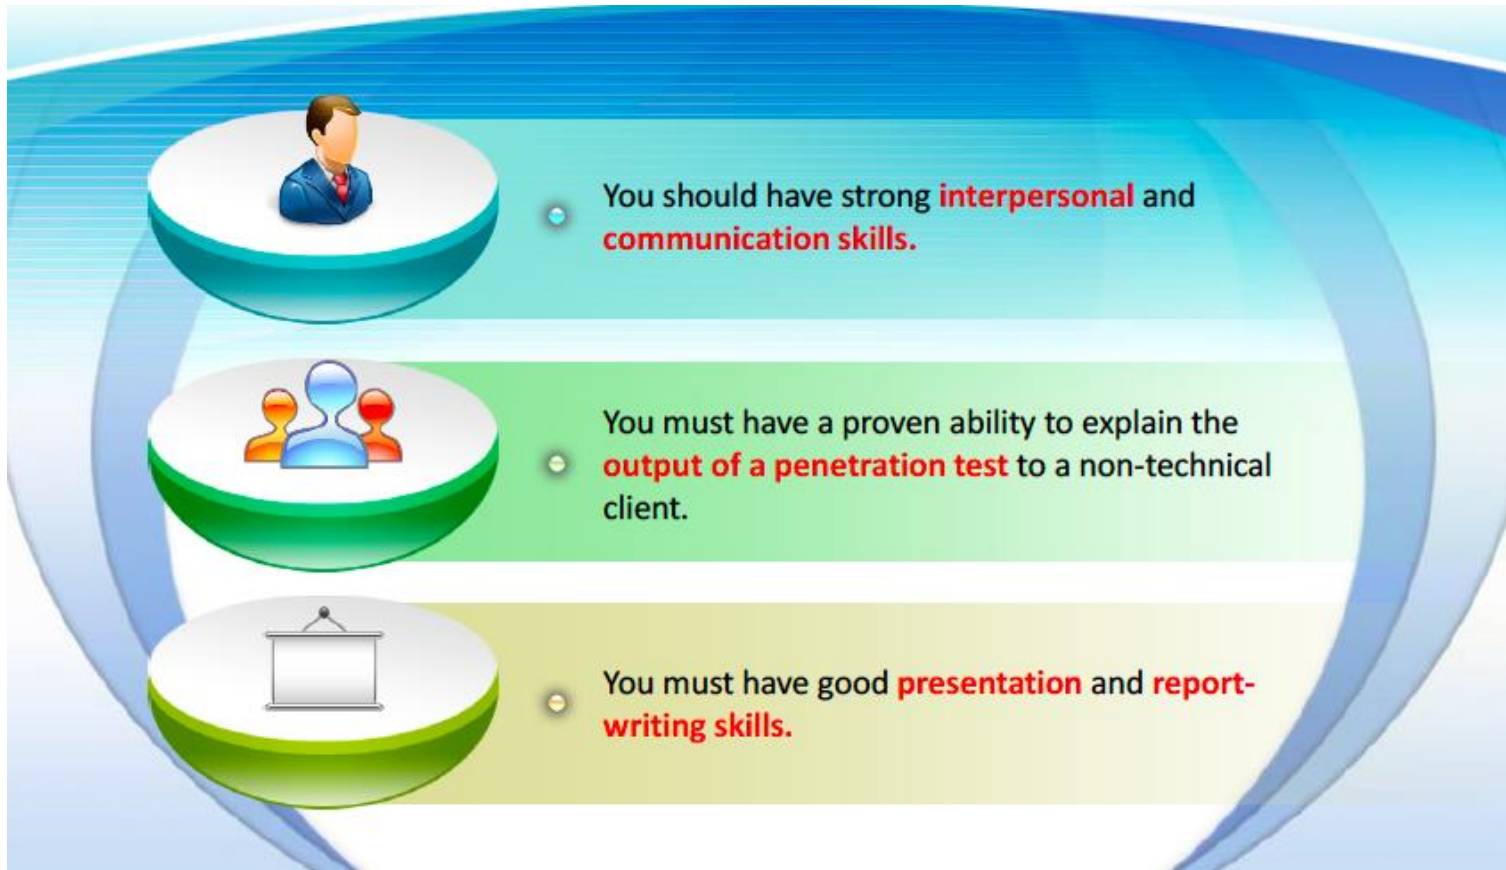 You should have strong interpersonal and
communication skills.
You must have a proven ability to explain the
output of a penetration test to a non-technical
client.
You must have good presentation and report-
writing skills.